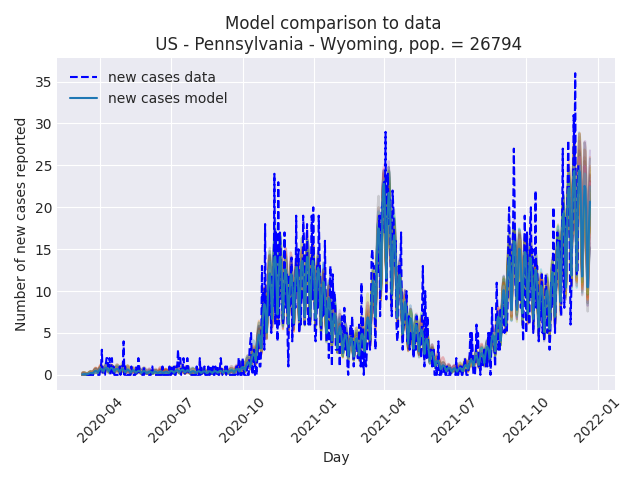 Model comparison to data
US - Pennsylvania - Wyoming, pop. = 26794
new cases data
new cases model
Number of new cases reported
35
30
25
20
15
10
5
0
2020-04
2020-07
2020-10
2021-01
2021-04
2021-07
2021-10
2022-01
Day